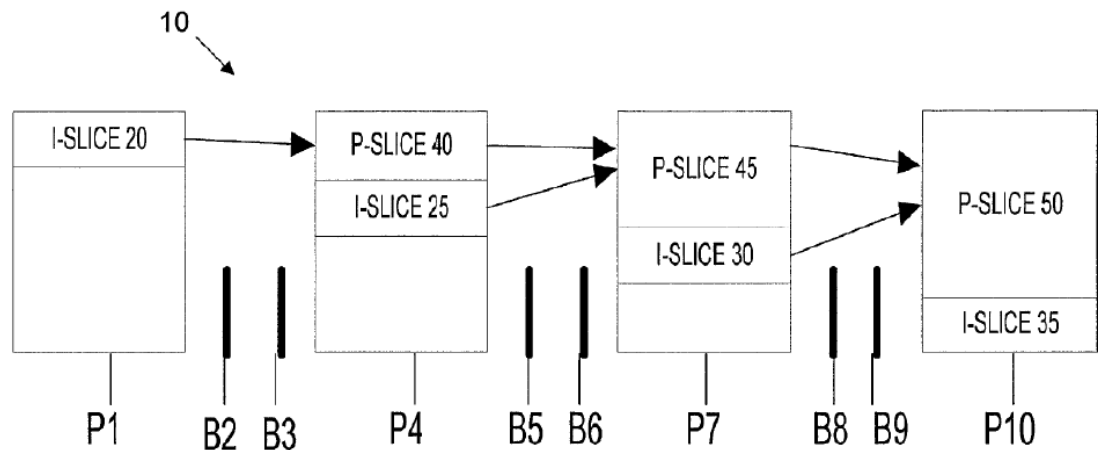 10
I-SLICE 20
P-SLICE 40
I-SLICE 25
P-SLICE 45
I-SLICE 30
P-SLICE 50
I-SLICE 35
P1
B2
B3
P4
B5
B6
P7
B8
B9
P10